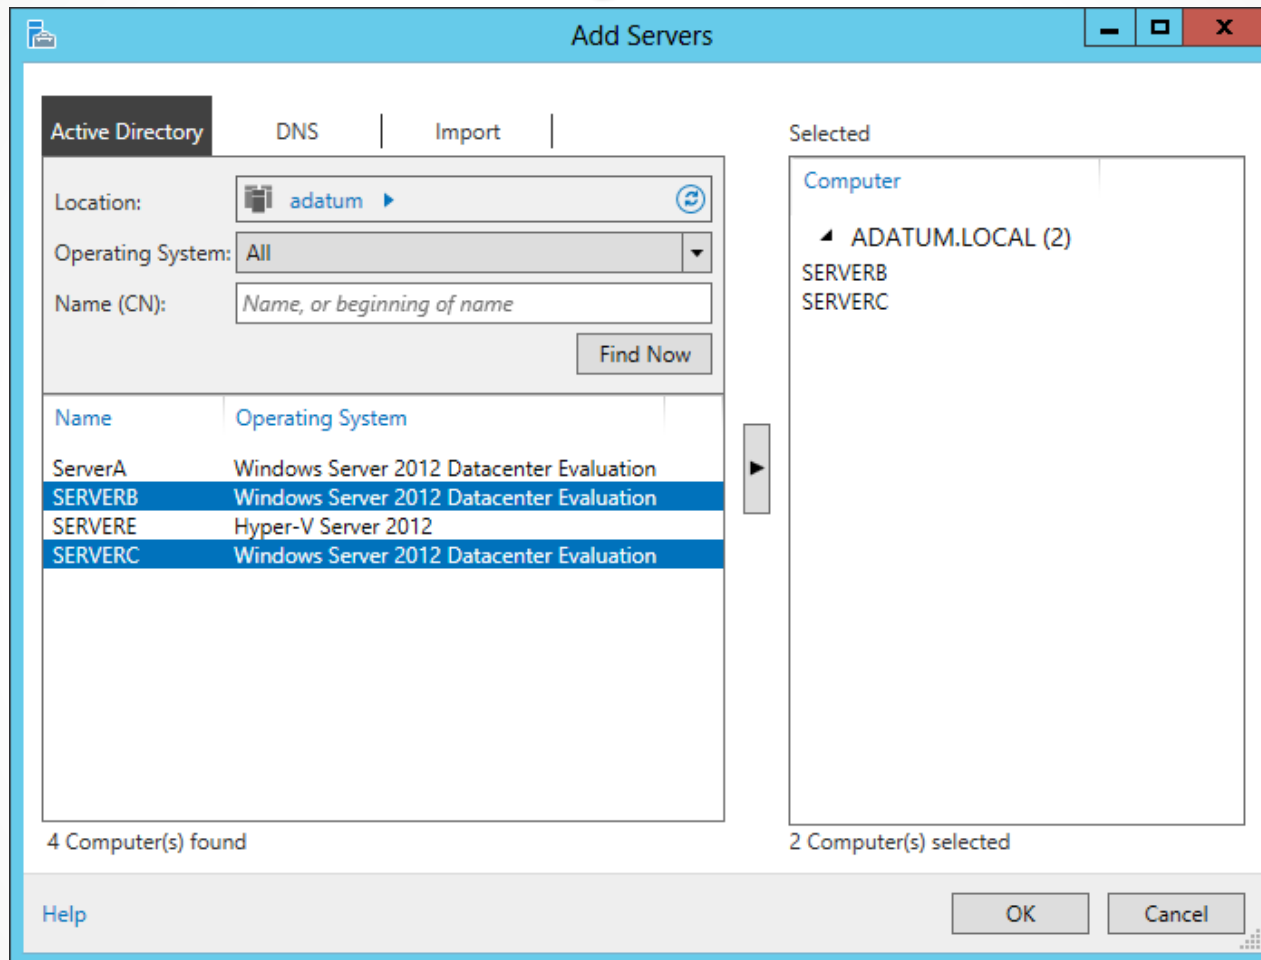 Add Servers
Active Directory DNS Import
Location: adatum
Operating System: All
Name (CN): Name, or beginning of name
Find Now
Name Operating System
ServerA Windows Server 2012 Datacenter Evaluation
SERVERB Windows Server 2012 Datacenter Evaluation
SERVERE Hyper-V Server 2012
SERVERC Windows Server 2012 Datacenter Evaluation
4 Computer(s) found
Selected
Computer
ADATUM.LOCAL (2)
SERVERB
SERVERC
2 Computer(s) selected
Help OK Cancel